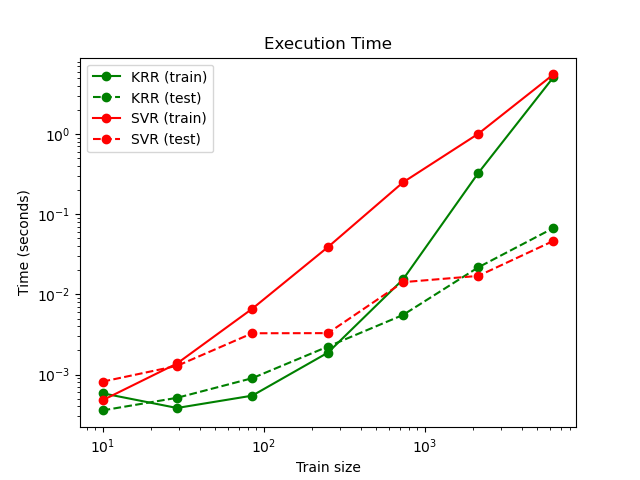 Execution Time
KRR (train)
KRR (test)
SVR (train)
SVR (test)
10⁰
10⁻¹
10⁻²
10⁻³
Time (seconds)
10¹
10²
10³
Train size